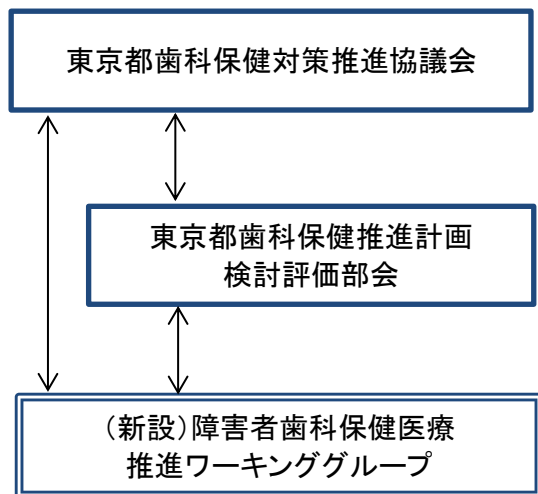 東京都歯科保健対策推進協議会
東京都歯科保健推進計画
検討評価部会
（新設）障害者歯科保健医療
推進ワーキンググループ